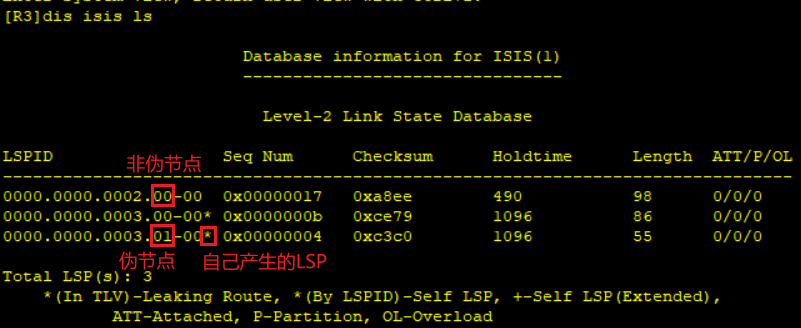 [R3]dis isis ls
Database information for ISIS(1)
--------------------------------
Level-2 Link State Database
非伪节点
LSPID Seq Num Checksum Holdtime Length ATT/P/OL
-------------------------------------------------------------------------------
0000.0000.0002.00-00 0x00000017 0xa8ee 490 98 0/0/0
0000.0000.0003.00-00* 0x0000000b 0xce79 1096 86 0/0/0
0000.0000.0003.01-00* 0x00000004 0xc3c0 1096 55 0/0/0
伪节点 自己产生的LSP
Total LSP(s): 3
*(In TLV)-Leaking Route, *(By LSPID)-Self LSP, +-Self LSP(Extended),
ATT-Attached, P-Partition, OL-Overload